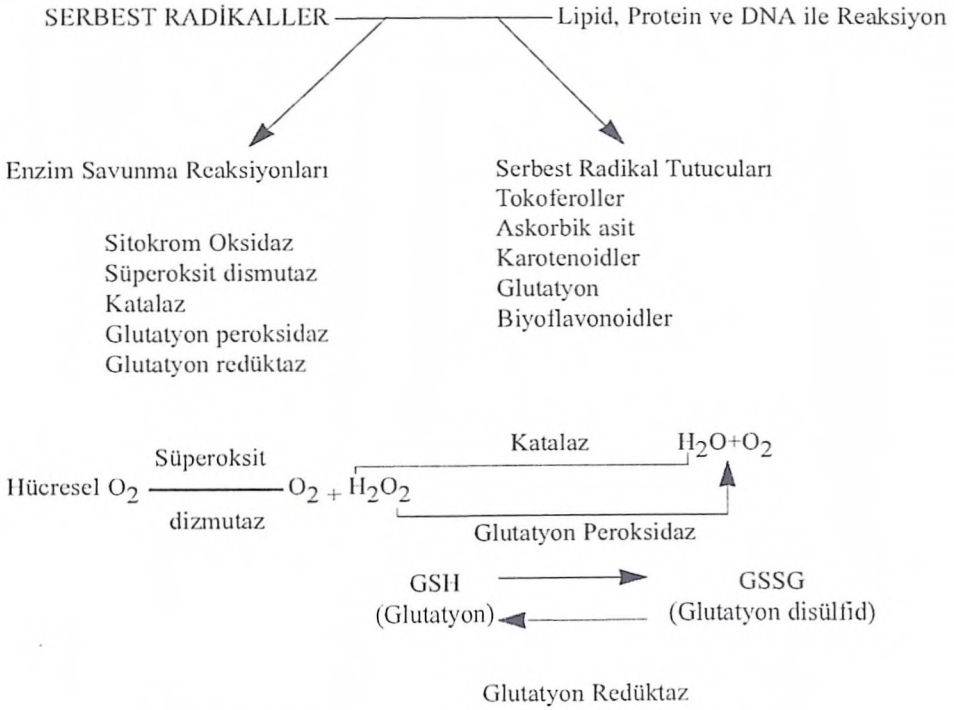 SERBEST RADİKALLER Lipid, Protein ve DNA ile Reaksiyon
Enzim Savunma Reaksiyonları
Sitokrom Oksidaz
Süperoksit dismutaz
Katalaz
Glutatyon peroksidaz
Glutatyon redüktaz
Serbest Radikal Tutucuları
Tokoferoller
Askorbik asit
Karotenoidler
Glutatyon
Biyoflavonoidler
Katalaz H2O+O2
Süperoksit
Hücresel O2 O2 + H2O2
dizmutaz
Glutatyon Peroksidaz
GSH GSSG
(Glutatyon) (Glutatyon disülfid)
Glutatyon Redüktaz